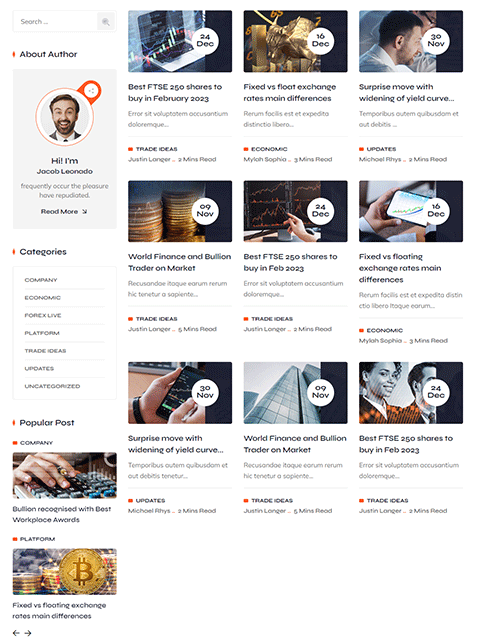 Search ...
About Author
Hi! I'm
Jacob Leonado
frequently occur the pleasure
have repudiated.
Read More
Categories
COMPANY
ECONOMIC
FOREX LIVE
PLATFORM
TRADE IDEAS
UPDATES
UNCATEGORIZED
Popular Post
COMPANY
Bullion recognised with Best
Workplace Awards
PLATFORM
Fixed vs floating exchange
rates main differences
24
Dec
Best FTSE 250 shares to
buy in February 2023
Error sit voluptatem accusantium
doloremque...
TRADE IDEAS
Justin Langer _ 2 Mins Read
16
Dec
Fixed vs float exchange
rates main differences
Rerum facilis est et expedita
distinctio libero...
ECONOMIC
Mylah Sophia _ 3 Mins Read
30
Nov
Surprise move with
widening of yield curve...
Temporibus autem quibusdam et
aut debitis ...
UPDATES
Michael Rhys _ 2 Mins Read
09
Nov
World Finance and Bullion
Trader on Market
Recusandae itaque earum rerum
hic tenetur a sapiente...
TRADE IDEAS
Justin Langer _ 5 Mins Read
24
Dec
Best FTSE 250 shares to
buy in Feb 2023
Error sit voluptatem accusantium
doloremque...
TRADE IDEAS
Justin Langer _ 2 Mins Read
16
Dec
Fixed vs floating
exchange rates main
differences
Rerum facilis est et expedita distin
ctio libero itaque earum...
ECONOMIC
Mylah Sophia _ 3 Mins Read
30
Nov
Surprise move with
widening of yield curve...
Temporibus autem quibusdam et
aut debitis tenetur...
UPDATES
Michael Rhys _ 2 Mins Read
09
Nov
World Finance and Bullion
Trader on Market
Recusandae itaque earum rerum
hic tenetur a sapiente...
TRADE IDEAS
Justin Langer _ 5 Mins Read
24
Dec
Best FTSE 250 shares to
buy in Feb 2023
Error sit voluptatem accusantium
doloremque...
TRADE IDEAS
Justin Langer _ 2 Mins Read